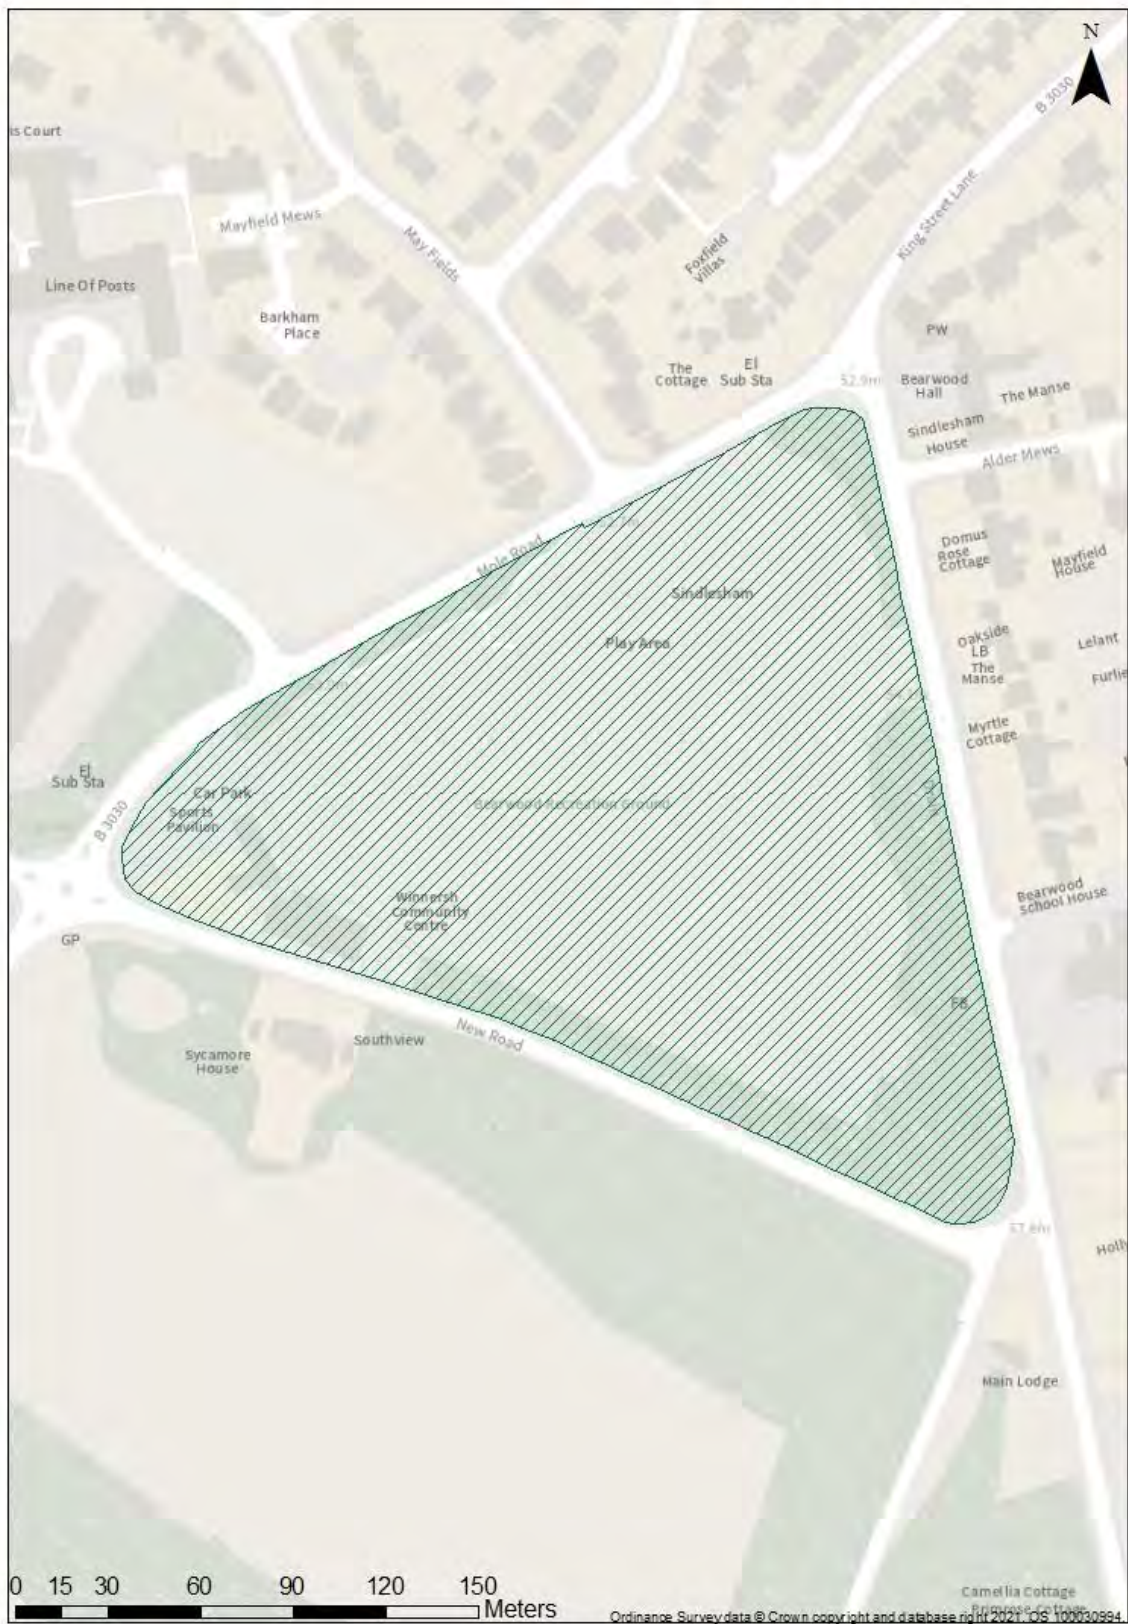 N
B 3030
is Court
King Street Lane
Mayfield Mews
May Fields
Foxfield
Villas
Line Of Posts
Barkham
Place
PW
The
Cottage
El
Sub Sta
52.9m
Bearwood
Hall
The Manse
Sindlesham
House
Alder Mews
Mole Road
Domus
Rose
Cottage
Mayfield
House
Sindlesham
Play Area
Oakside
LB
The
Manse
Lelant
Myrtle
Cottage
El
Sub Sta
Car Park
Sports
Pavilion
Bearwood Recreation Ground
B 3030
Winnersh
Community
Centre
Bearwood
School House
GP
New Road
Southview
Sycamore
House
Main Lodge
0 15 30 60 90 120 150
Meters
Camellia Cottage
Primrose Cottage
Ordnance Survey data © Crown copyright and database right 2021. OS 100030994.